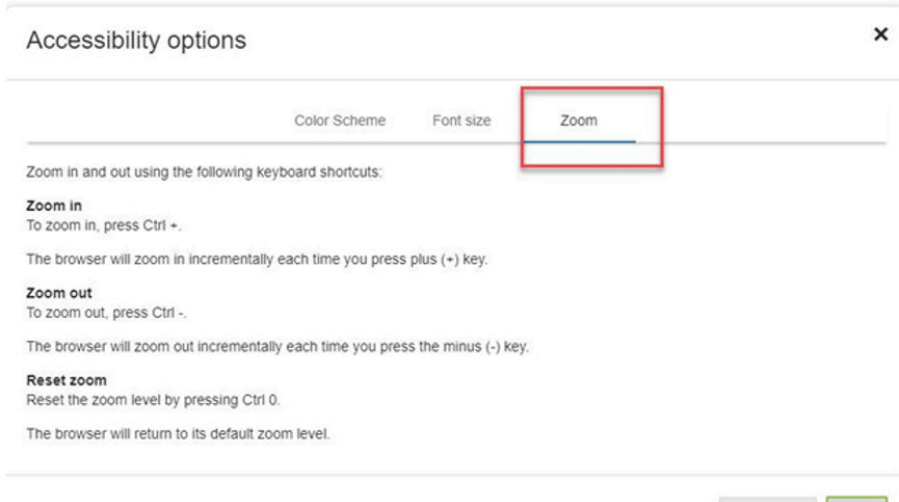 Accessibility options ×
Color Scheme Font size Zoom
Zoom in and out using the following keyboard shortcuts:
Zoom in
To zoom in, press Ctrl +.
The browser will zoom in incrementally each time you press plus (+) key.
Zoom out
To zoom out, press Ctrl -.
The browser will zoom out incrementally each time you press the minus (-) key.
Reset zoom
Reset the zoom level by pressing Ctrl 0.
The browser will return to its default zoom level.